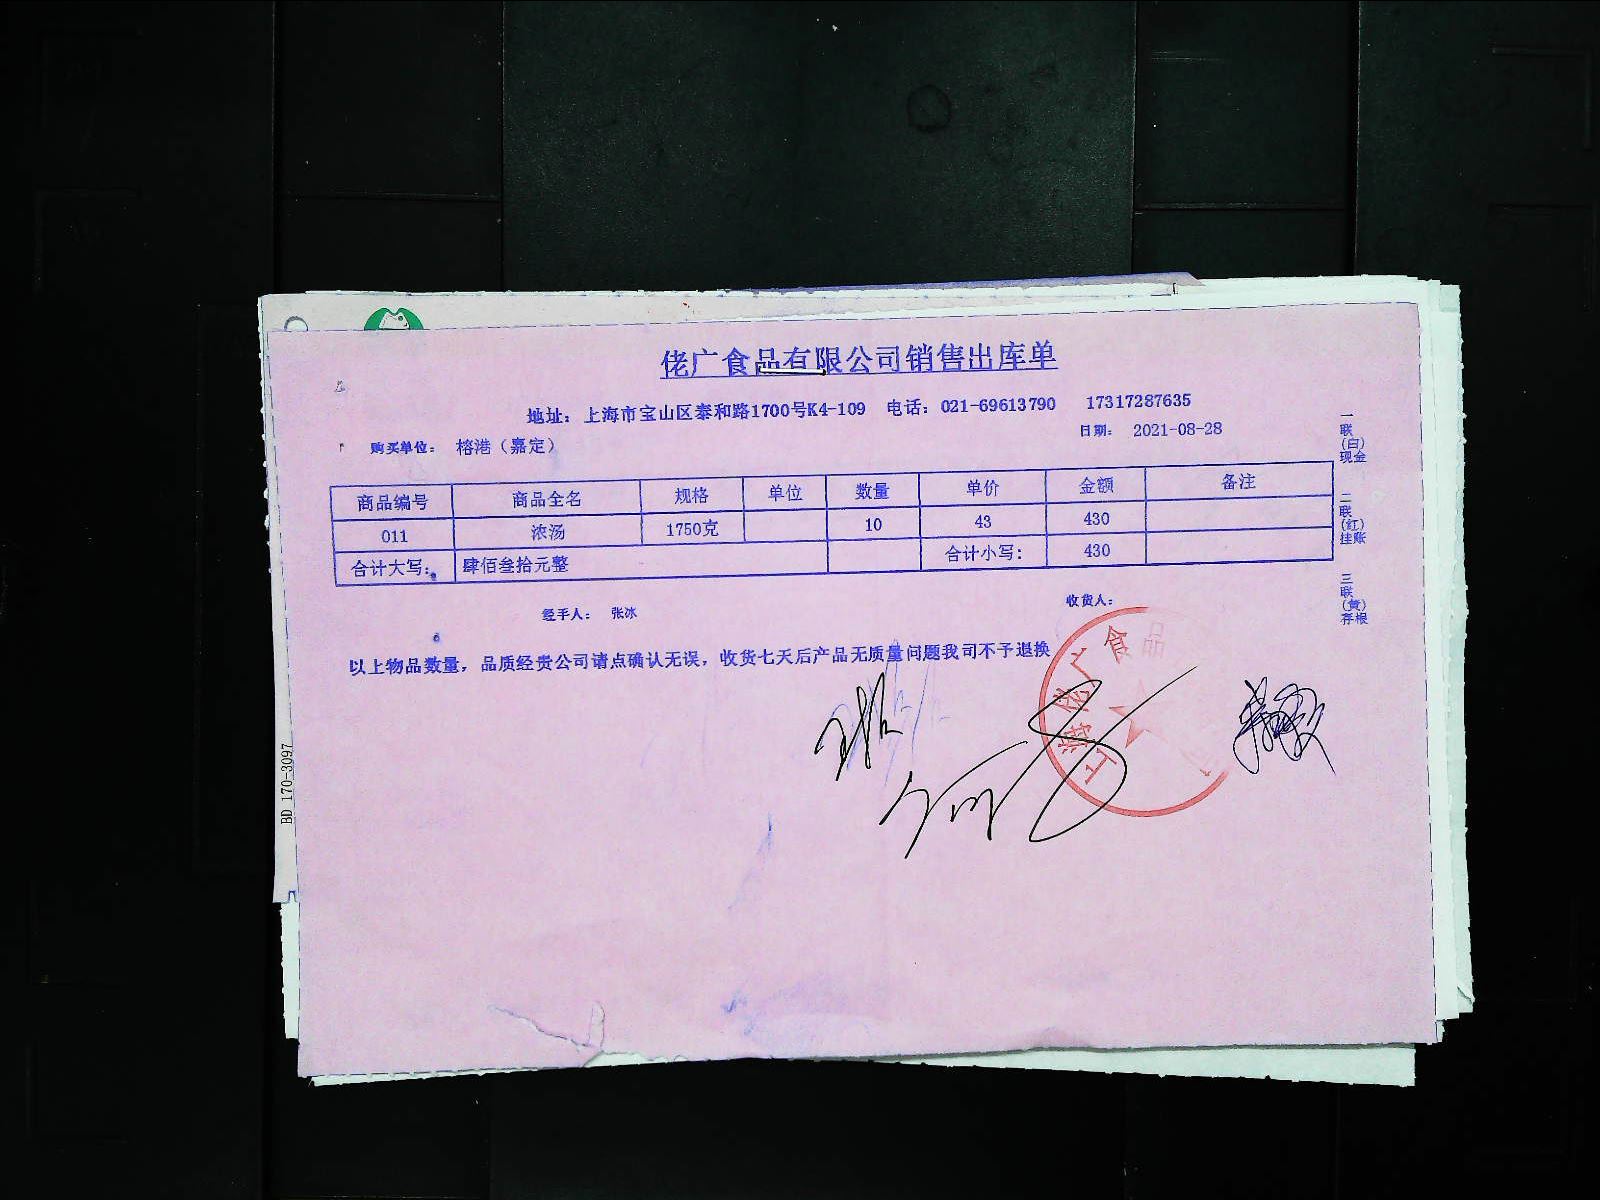 佬广食品有限公司销售出库单
地址：上海市宝山区泰和路1700号K4-109 电话：021-69613790 17317287635
购买单位： 榕港（嘉定） 日期： 2021-08-28
商品编号 商品全名 规格 单位 数量 单价 金额 备注
011 浓汤 1750克 10 43 430
合计大写： 肆佰叁拾元整 合计小写： 430
经手人： 张冰 收货人：
以上物品数量，品质经贵公司请点确认无误，收货七天后产品无质量问题我司不予退换
一联（白）现金
二联（红）挂账
三联（黄）存根
上海佬广食品
BD 170-3097